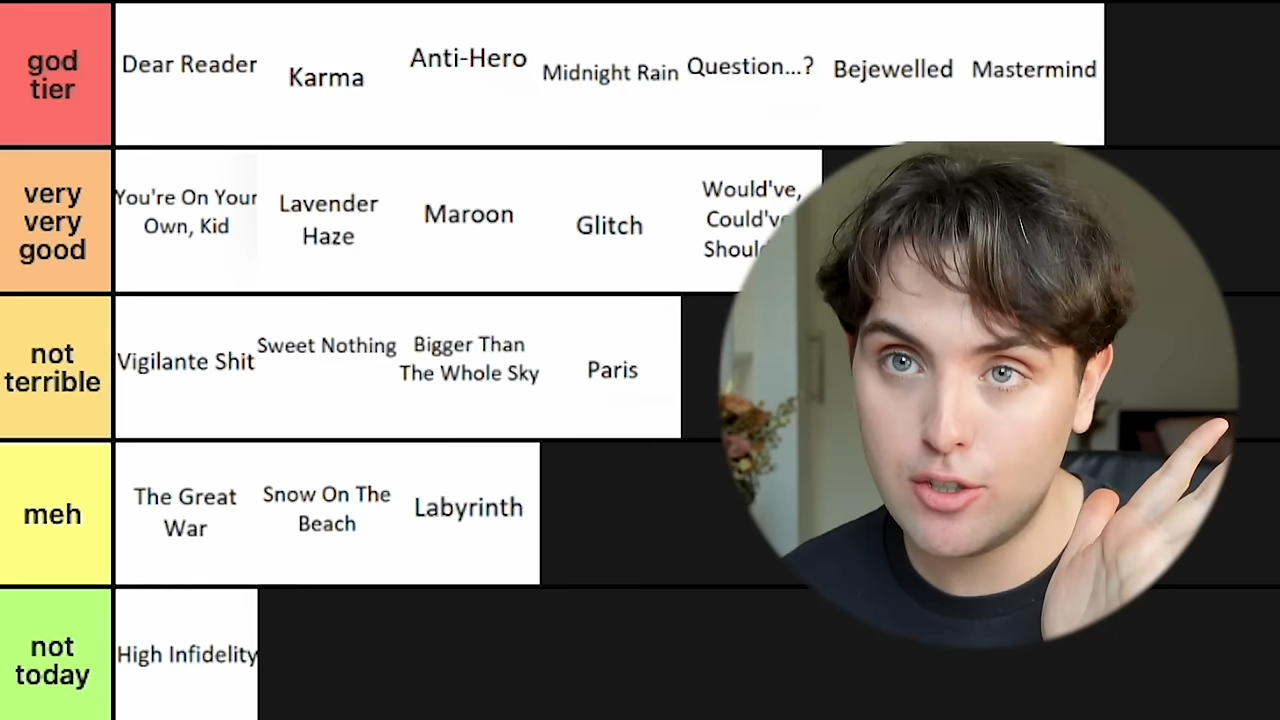 god
tier
Dear Reader
Karma
Anti-Hero
Midnight Rain
Question...?
Bejewelled
Mastermind
very
very
good
You're On Your
Own, Kid
Lavender
Haze
Maroon
Glitch
Would've,
Could've
not
terrible
Vigilante Shit
Sweet Nothing
Bigger Than
The Whole Sky
Paris
meh
The Great
War
Snow On The
Beach
Labyrinth
not
today
High Infidelity